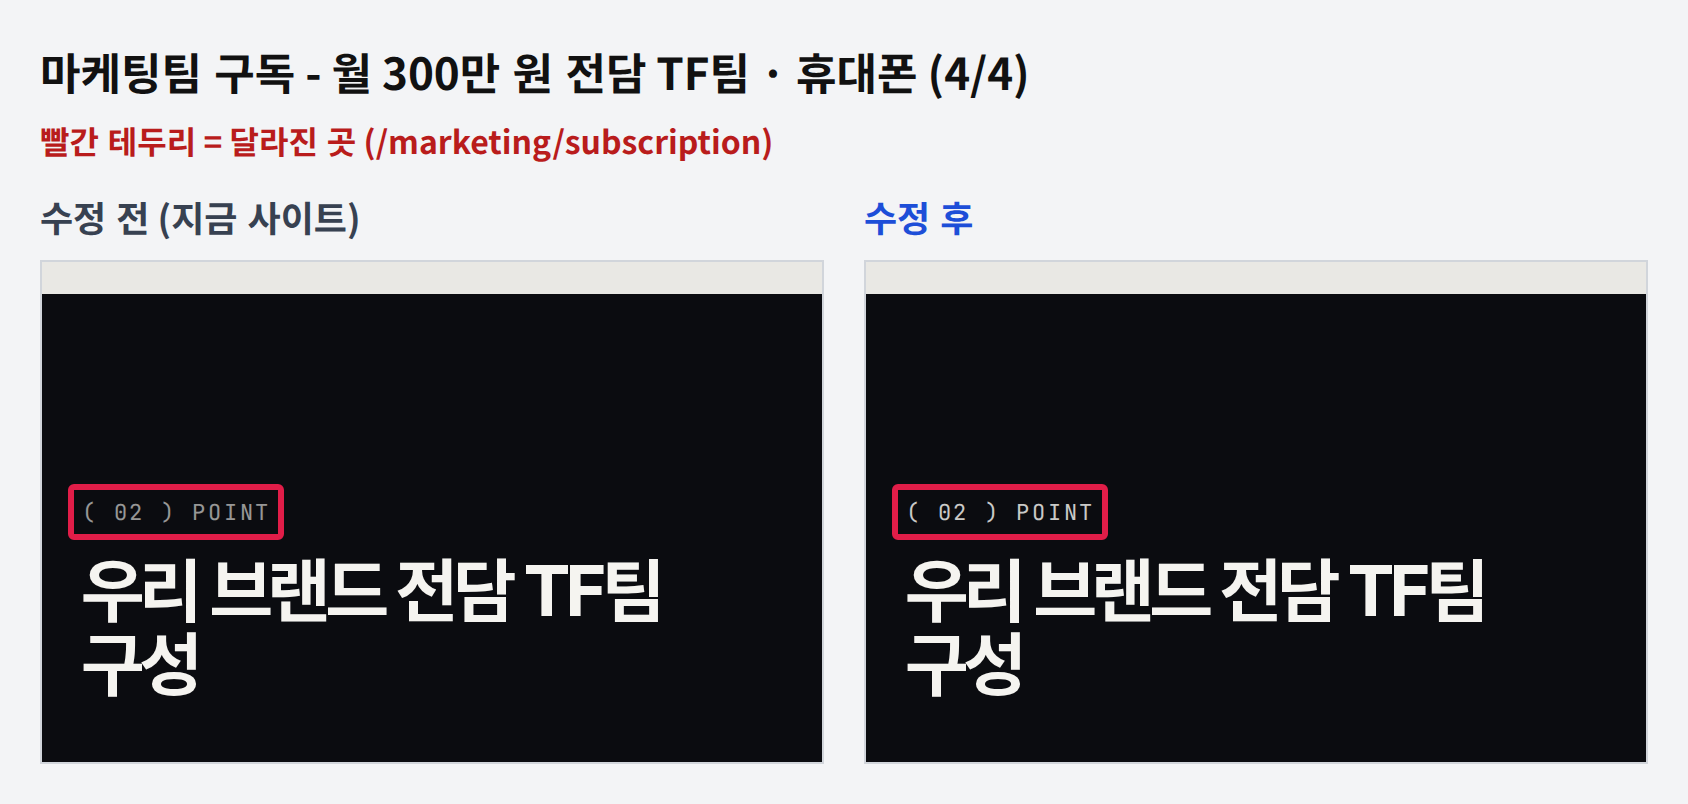 마케팅팀 구독 - 월 300만 원 전담 TF팀 · 휴대폰 (4/4)
빨간 테두리 = 달라진 곳 (/marketing/subscription)
수정 전 (지금 사이트)
( 02 ) POINT
우리 브랜드 전담 TF팀
구성
수정 후
( 02 ) POINT
우리 브랜드 전담 TF팀
구성